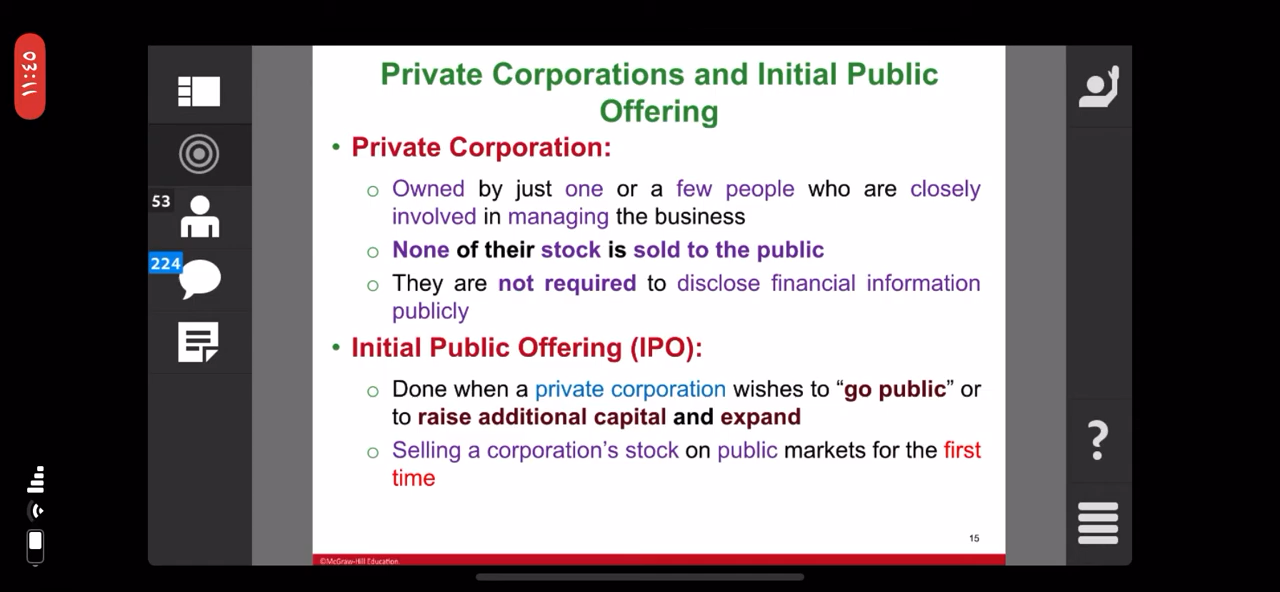 ١١:٥٤
Private Corporations and Initial Public
Offering
• Private Corporation:
o Owned by just one or a few people who are closely
involved in managing the business
o None of their stock is sold to the public
o They are not required to disclose financial information
publicly
• Initial Public Offering (IPO):
o Done when a private corporation wishes to “go public” or
to raise additional capital and expand
o Selling a corporation’s stock on public markets for the first
time
15
©McGraw-Hill Education.
53
224
?